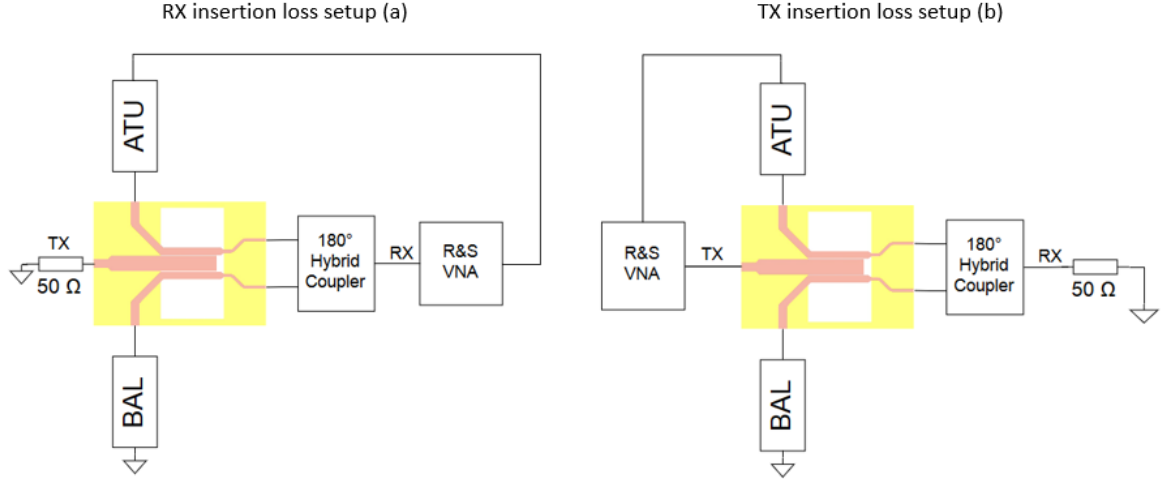 RX insertion loss setup (a)
ATU
TX
50 Ω
BAL
180°
Hybrid
Coupler
RX
R&S
VNA
TX insertion loss setup (b)
ATU
R&S
VNA
TX
BAL
180°
Hybrid
Coupler
RX
50 Ω